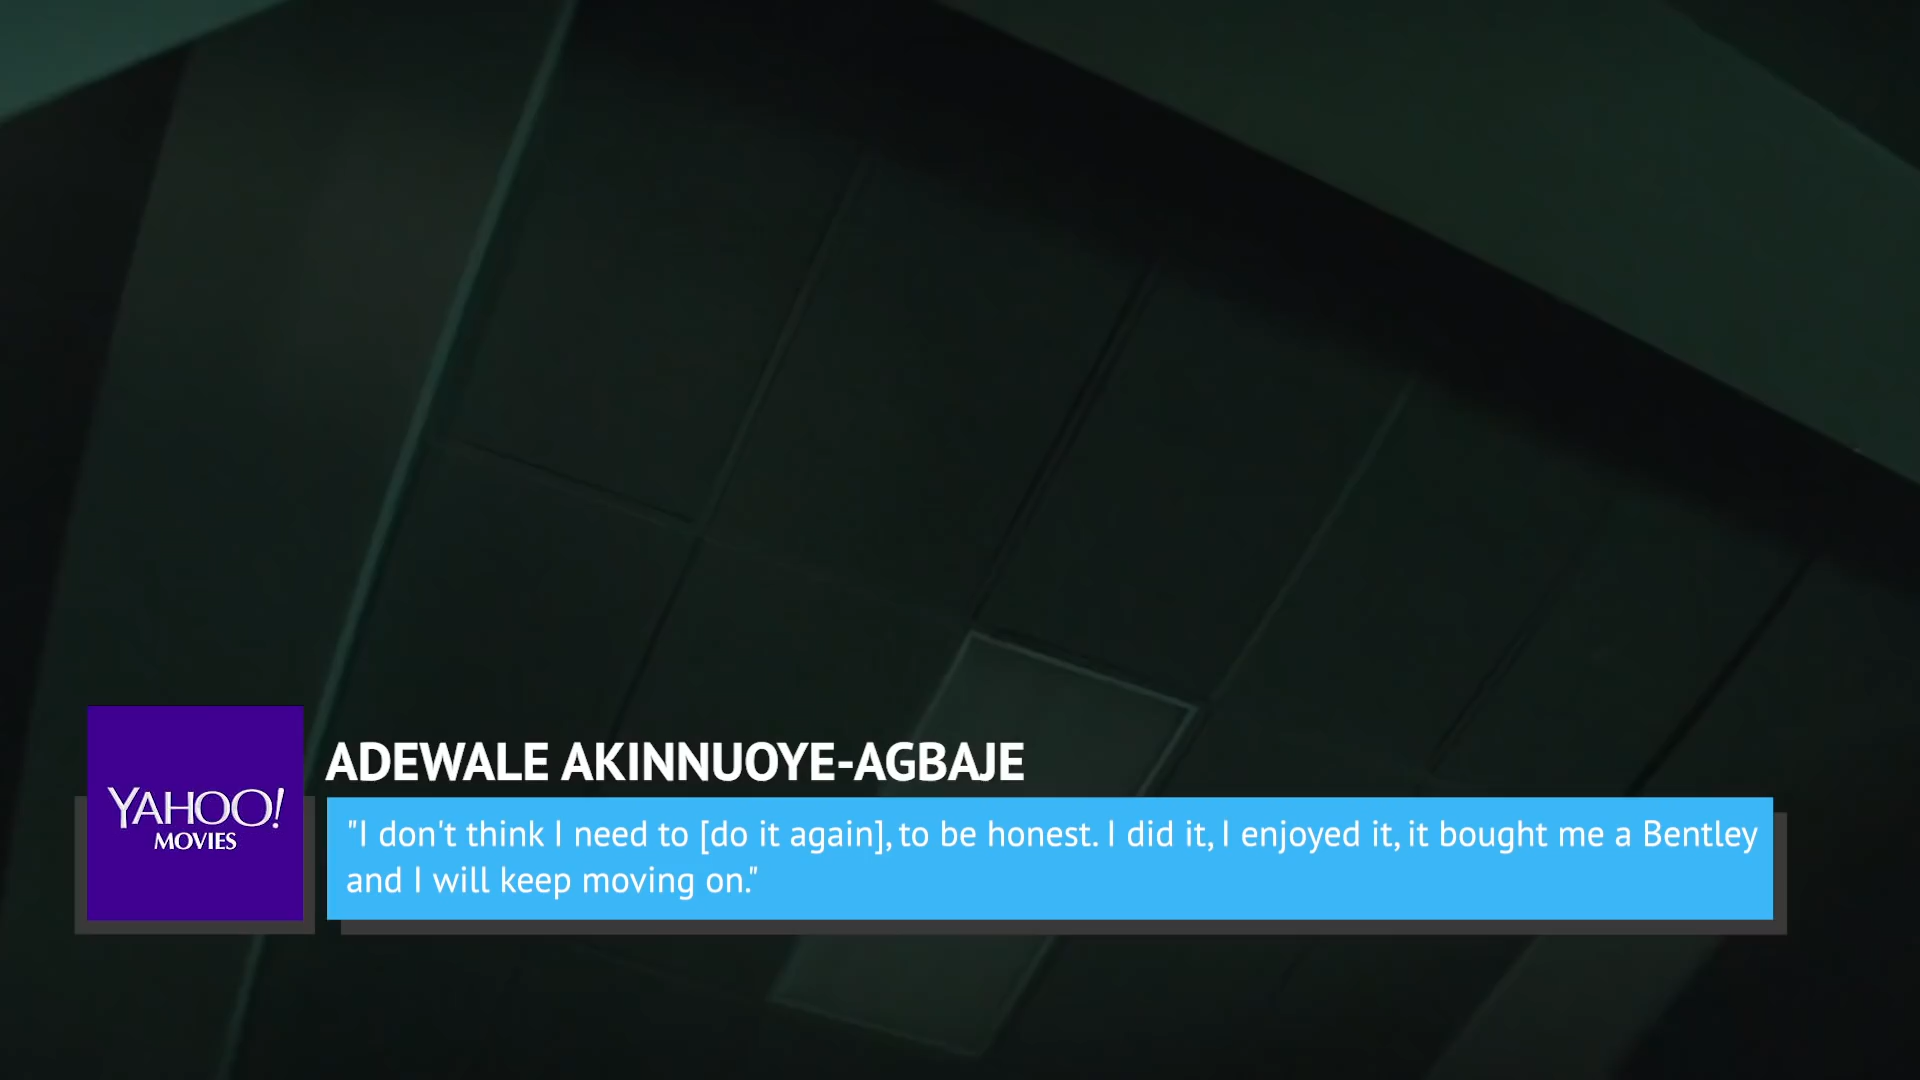 ADEWALE AKINNUOYE-AGBAJE
YAHOO!
MOVIES
"I don't think I need to [do it again], to be honest. I did it, I enjoyed it, it bought me a Bentley
and I will keep moving on."